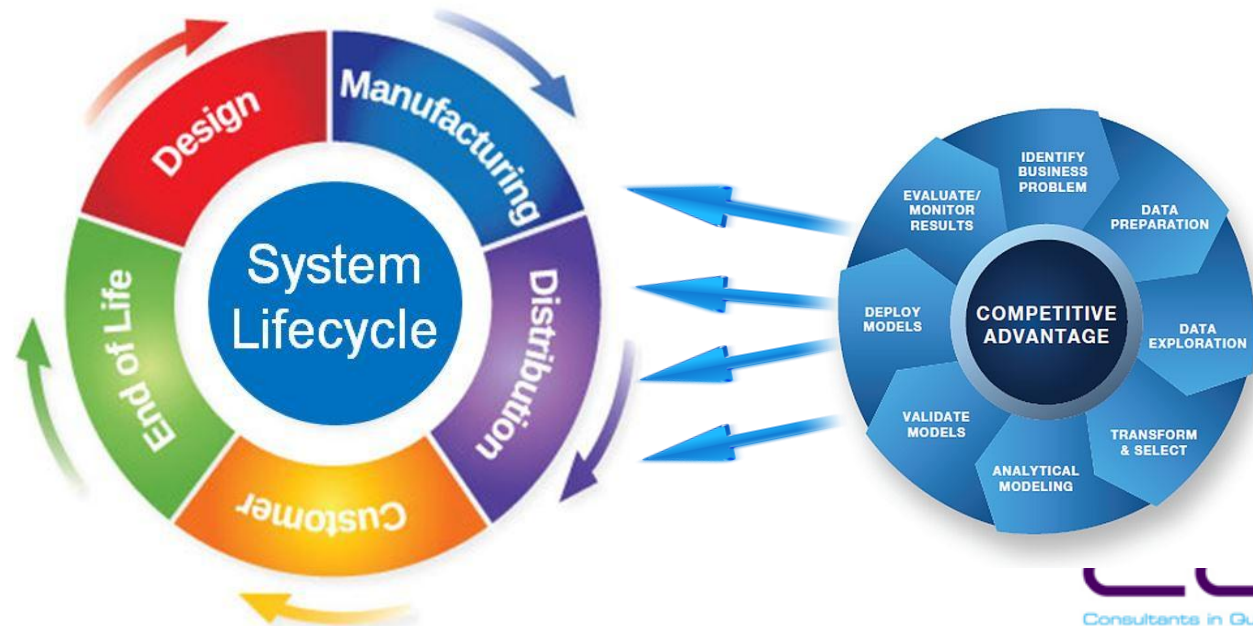 Design
Manufacturing
Distribution
Customer
End of Life
System
Lifecycle
IDENTIFY
BUSINESS
PROBLEM
DATA
PREPARATION
DATA
EXPLORATION
TRANSFORM
& SELECT
ANALYTICAL
MODELING
VALIDATE
MODELS
DEPLOY
MODELS
EVALUATE/
MONITOR
RESULTS
COMPETITIVE
ADVANTAGE
Consultants in